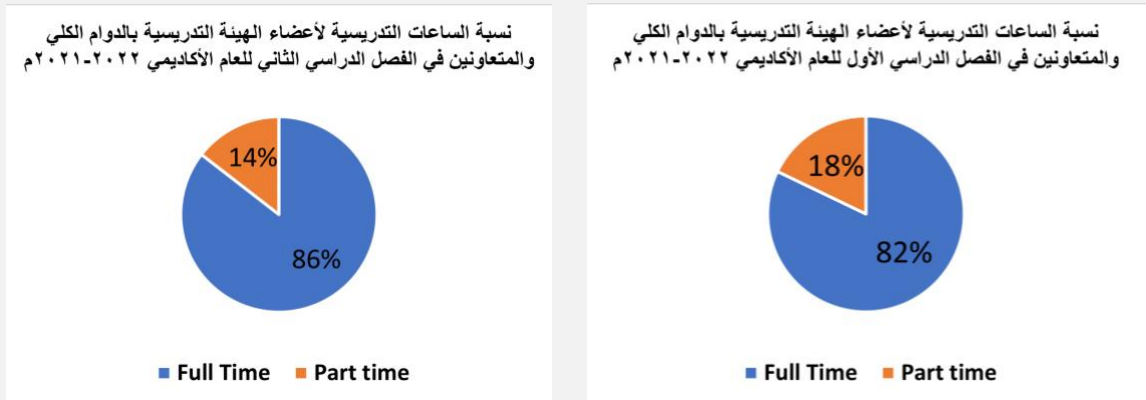 نسبة الساعات التدريسية لأعضاء الهيئة التدريسية بالدوام الكلي
والمتعاونين في الفصل الدراسي الأول للعام الأكاديمي ٢٠٢٢-٢٠٢١م
18%
82%
Full Time Part time
نسبة الساعات التدريسية لأعضاء الهيئة التدريسية بالدوام الكلي
والمتعاونين في الفصل الدراسي الثاني للعام الأكاديمي ٢٠٢٢-٢٠٢١م
14%
86%
Full Time Part time